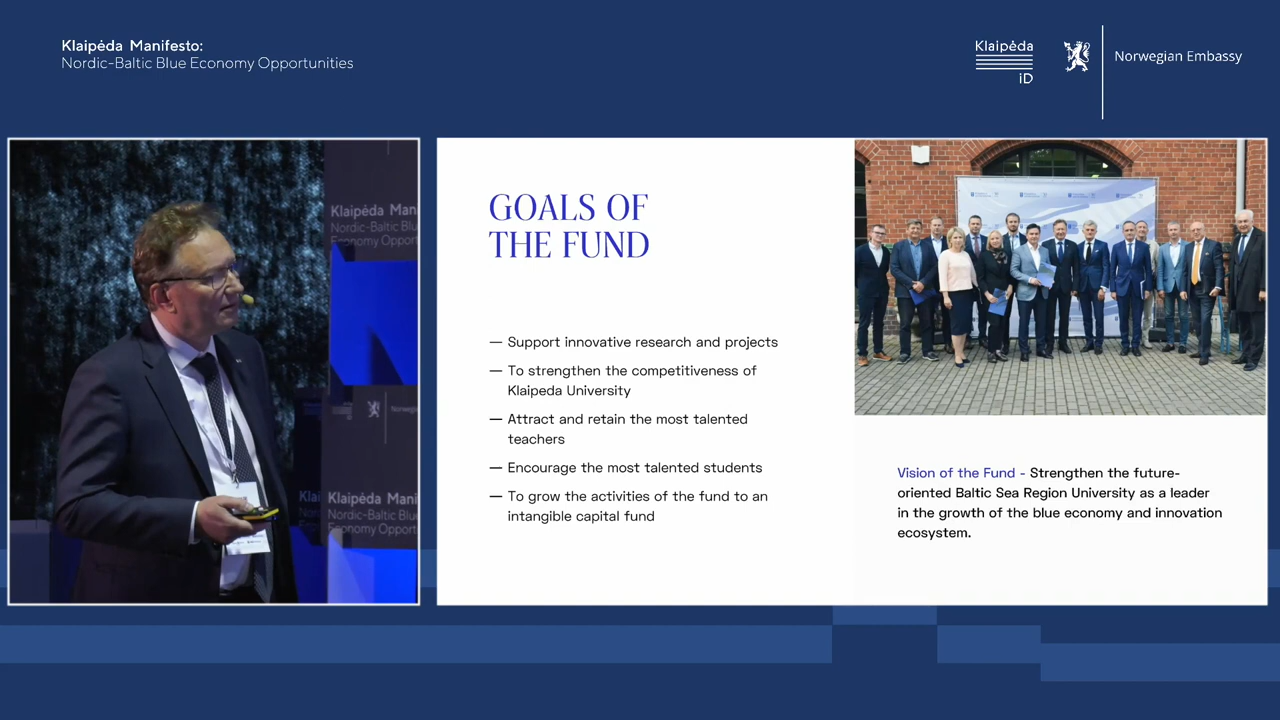 Klaipėda Manifesto:
Nordic-Baltic Blue Economy Opportunities
Klaipėda
iD
Norwegian Embassy
Klaipėda Man
Nordic-Baltic Blu
Economy Opport
Klai
Klaipėda Mani
Nordic-Baltic Blu
Economy Opport
GOALS OF
THE FUND
— Support innovative research and projects
— To strengthen the competitiveness of
Klaipeda University
— Attract and retain the most talented
teachers
— Encourage the most talented students
— To grow the activities of the fund to an
intangible capital fund
Vision of the Fund - Strengthen the future-
oriented Baltic Sea Region University as a leader
in the growth of the blue economy and innovation
ecosystem.